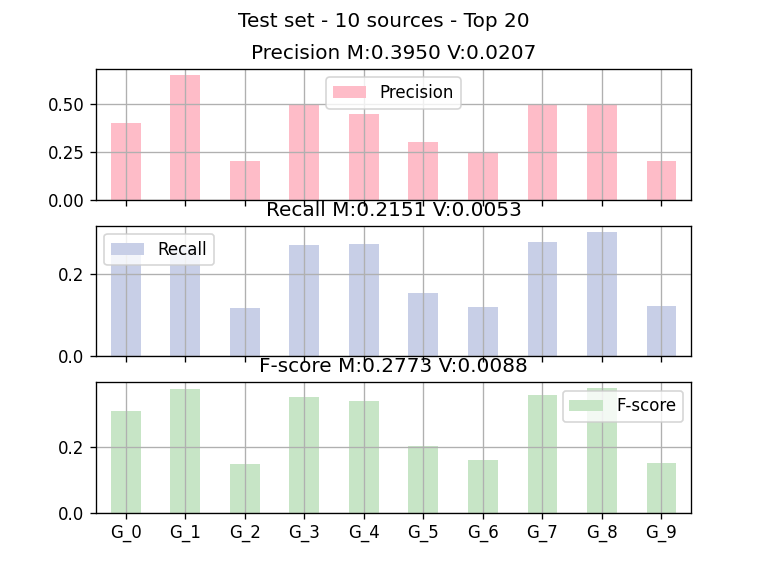 Test set - 10 sources - Top 20
Precision M:0.3950 V:0.0207
Precision
0.50
0.25
0.00
Recall M:0.2151 V:0.0053
Recall
0.2
0.0
F-score M:0.2773 V:0.0088
F-score
0.2
0.0
G_0 G_1 G_2 G_3 G_4 G_5 G_6 G_7 G_8 G_9